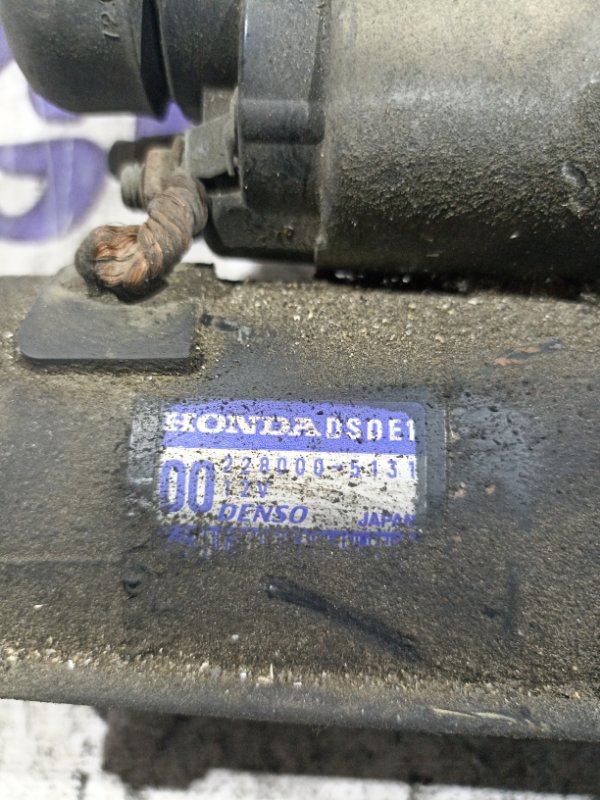 HONDA DSDE1
00 228000-5131
12V
DENSO JAPAN